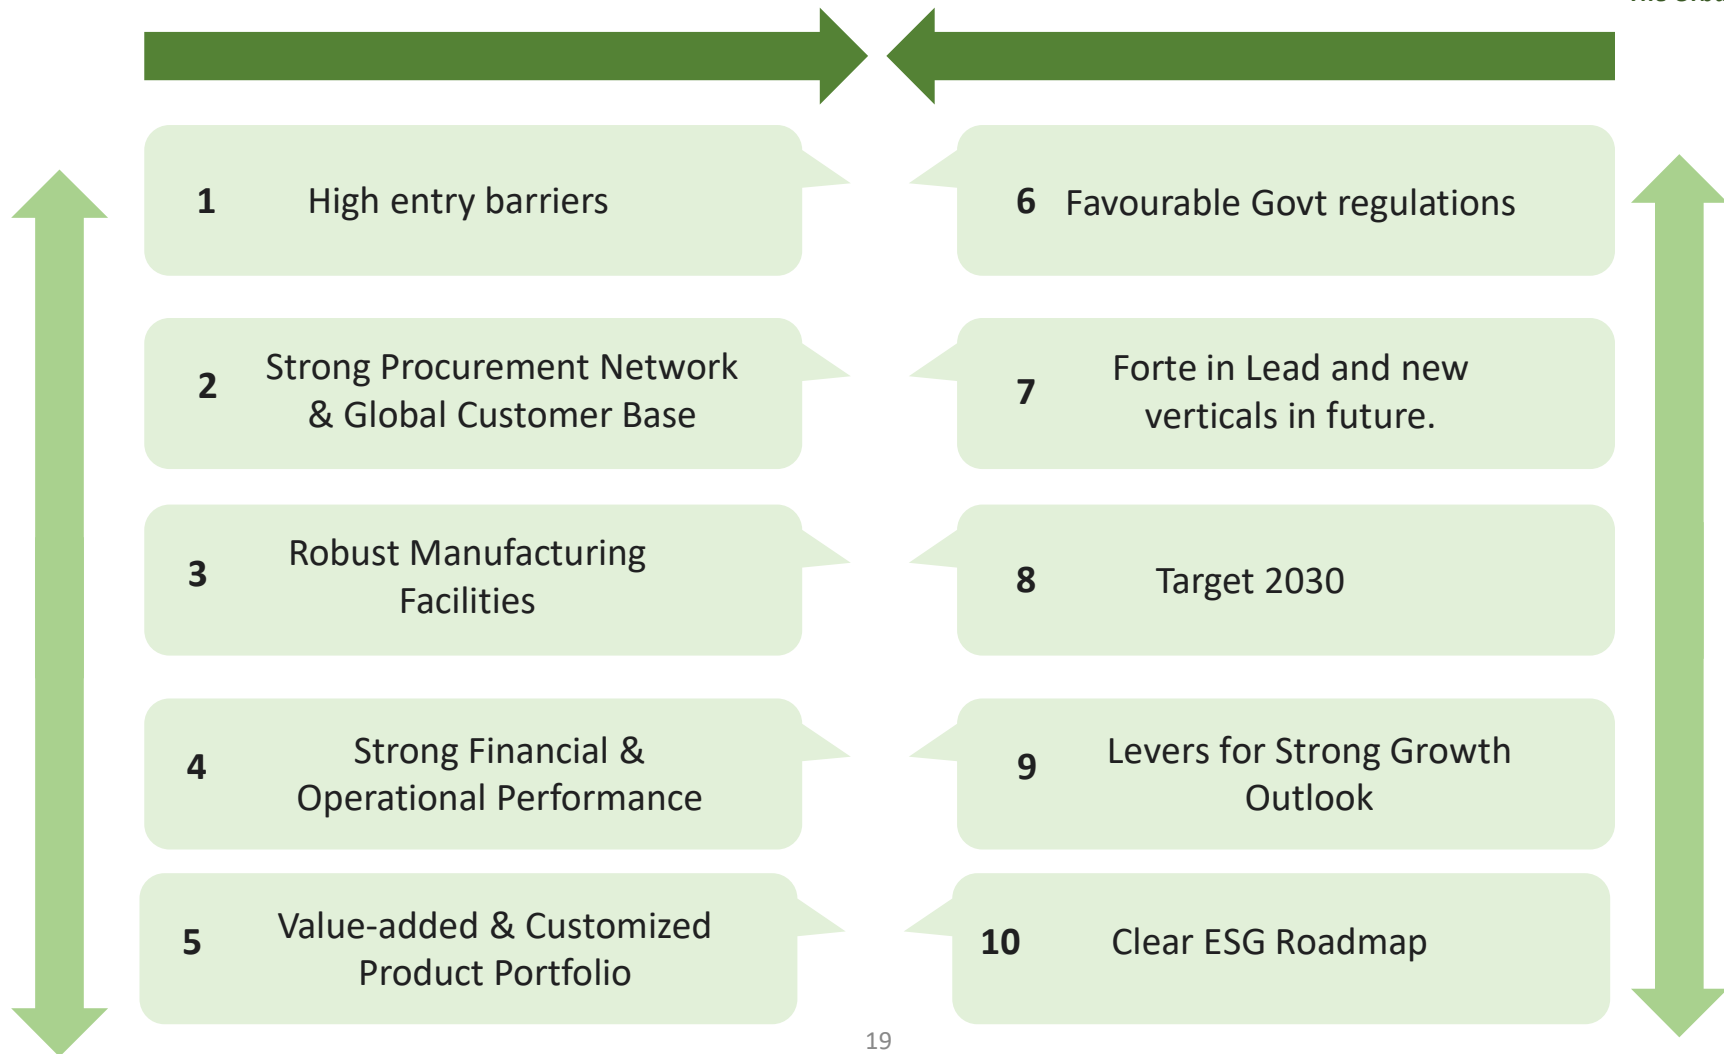 1
High entry barriers
2
Strong Procurement Network
& Global Customer Base
3
Robust Manufacturing
Facilities
4
Strong Financial &
Operational Performance
5
Value-added & Customized
Product Portfolio
6
Favourable Govt regulations
7
Forte in Lead and new
verticals in future.
8
Target 2030
9
Levers for Strong Growth
Outlook
10
Clear ESG Roadmap
19